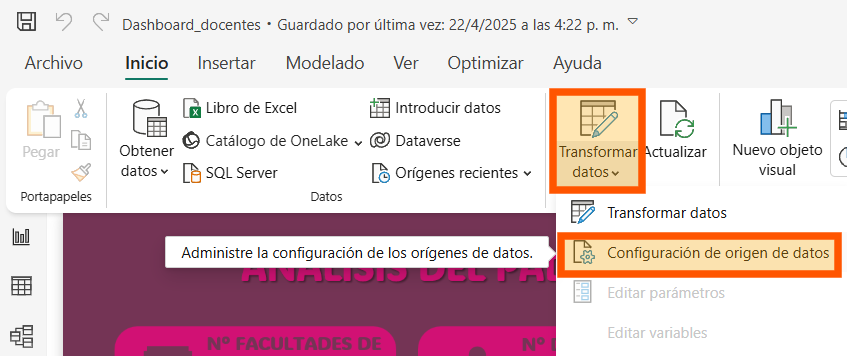 Dashboard_docentes • Guardado por última vez: 22/4/2025 a las 4:22 p. m.
Archivo Inicio Insertar Modelado Ver Optimizar Ayuda
Pegar
Portapapeles
Obtener datos
Libro de Excel
Catálogo de OneLake
SQL Server
Introducir datos
Dataverse
Orígenes recientes
Datos
Transformar datos
Actualizar
Nuevo objeto visual
Transformar datos
Configuración de origen de datos
Editar parámetros
Editar variables
Administre la configuración de los orígenes de datos.
ANÁLISIS DEL
Nº FACULTADES DE
Nº